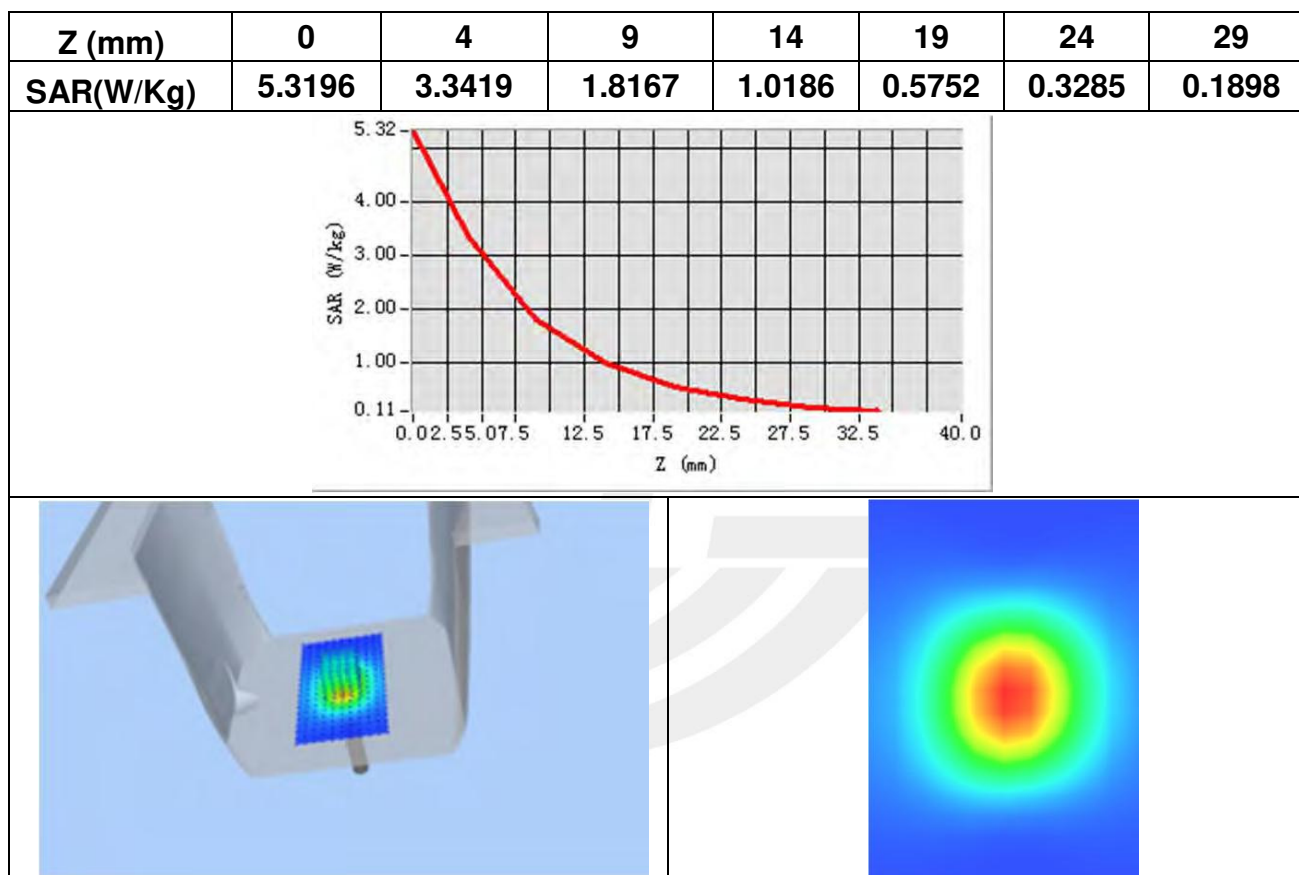 Z (mm) 0 4 9 14 19 24 29
SAR(W/Kg) 5.3196 3.3419 1.8167 1.0186 0.5752 0.3285 0.1898
5.32
4.00
3.00
2.00
1.00
0.11
SAR (W/kg)
0.0 2.5 5.0 7.5 12.5 17.5 22.5 27.5 32.5 40.0
Z (mm)